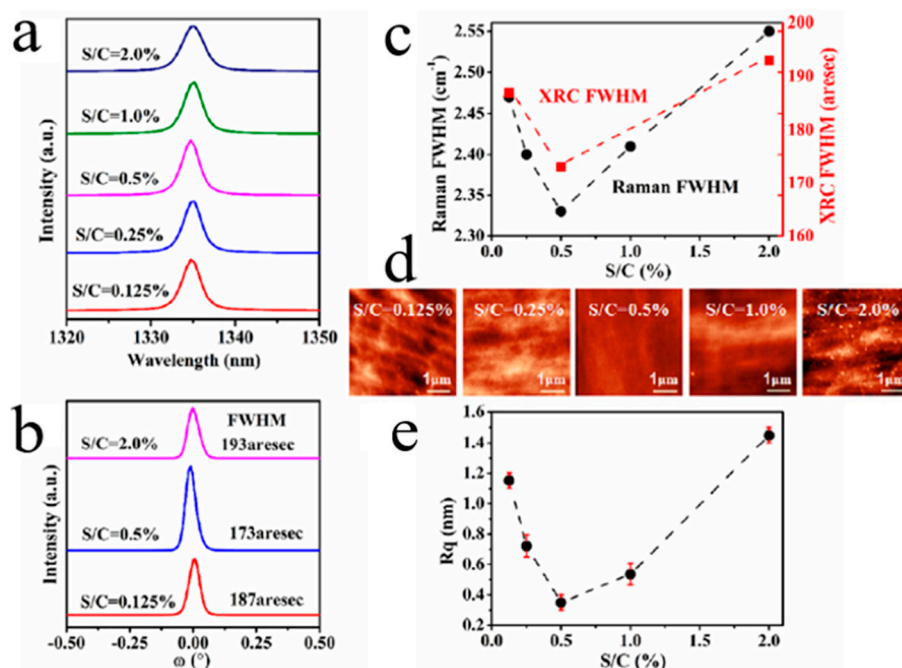 a
S/C=2.0%
S/C=1.0%
S/C=0.5%
S/C=0.25%
S/C=0.125%
Intensity (a.u.)
1320 1330 1340 1350
Wavelength (nm)
b
FWHM
S/C=2.0% 193aresec
S/C=0.5% 173aresec
S/C=0.125% 187aresec
Intensity (a.u.)
-0.50 -0.25 0.00 0.25 0.50
ω (°)
c
2.55
2.50
2.45
2.40
2.35
2.30
Raman FWHM (cm⁻¹)
XRC FWHM
Raman FWHM
200
190
180
170
160
XRC FWHM (aresec)
0.0 0.5 1.0 1.5 2.0
S/C (%)
d
S/C=0.125% S/C=0.25% S/C=0.5% S/C=1.0% S/C=2.0%
1μm 1μm 1μm 1μm 1μm
e
1.6
1.4
1.2
1.0
0.8
0.6
0.4
0.2
Rq (nm)
0.0 0.5 1.0 1.5 2.0
S/C (%)